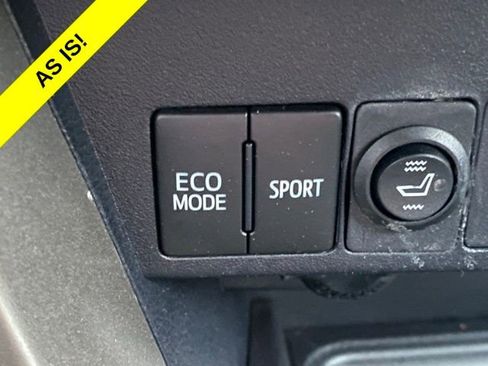 AS IS!
ECO
MODE
SPORT